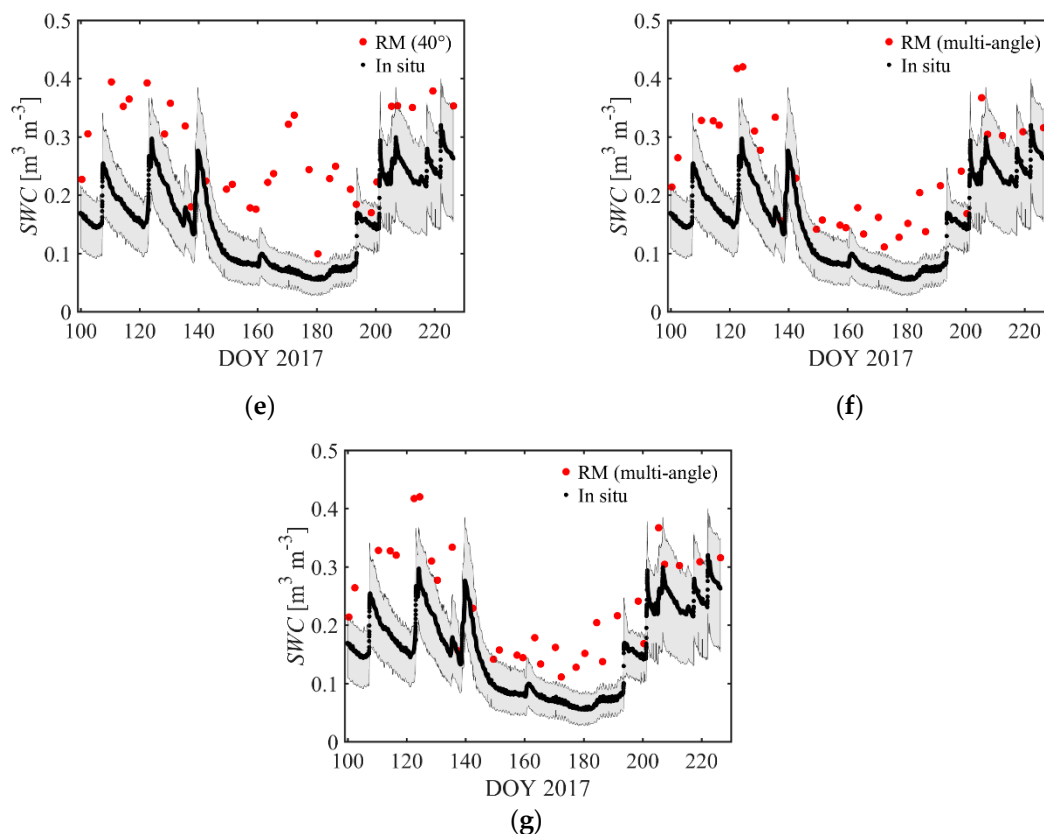 0.5
0.4
0.3
0.2
0.1
0
SWC [m³ m⁻³]
RM (40°)
In situ
100 120 140 160 180 200 220
DOY 2017
(e)
0.5
0.4
0.3
0.2
0.1
0
SWC [m³ m⁻³]
RM (multi-angle)
In situ
100 120 140 160 180 200 220
DOY 2017
(f)
0.5
0.4
0.3
0.2
0.1
0
SWC [m³ m⁻³]
RM (multi-angle)
In situ
100 120 140 160 180 200 220
DOY 2017
(g)